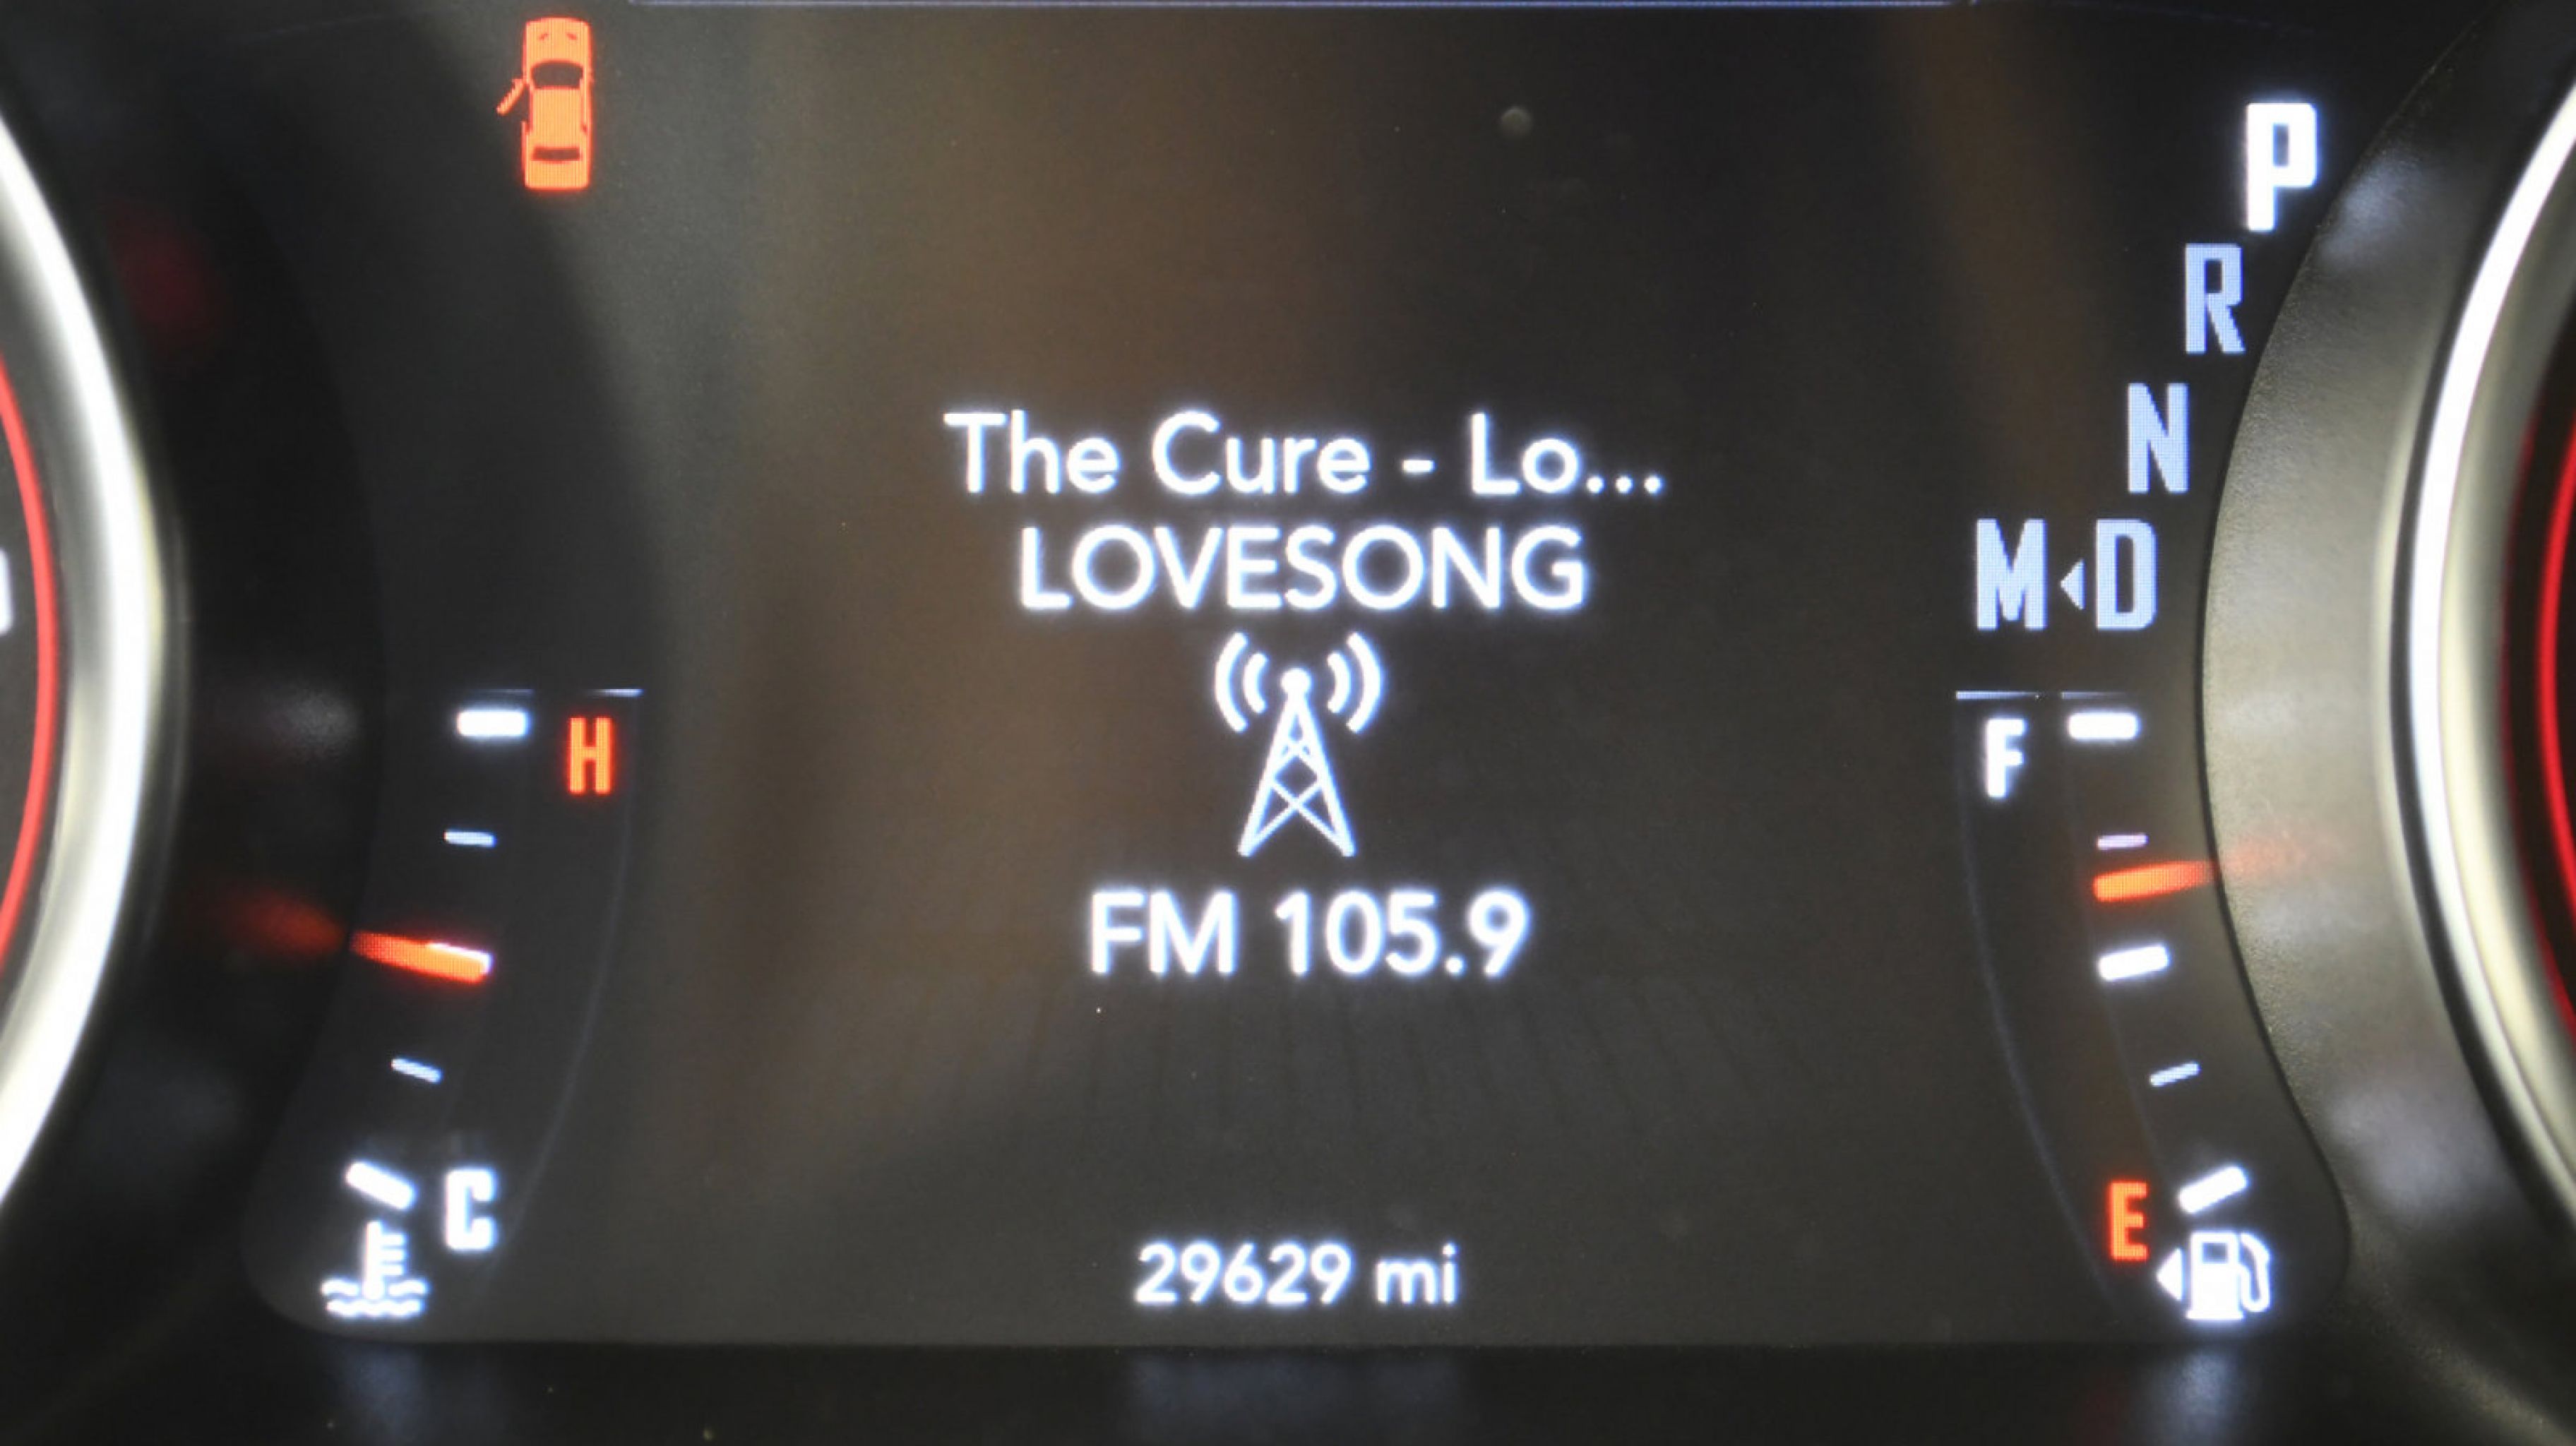 P
R
N
M D
The Cure - Lo...
LOVESONG
H
F
FM 105.9
C
E
29629 mi